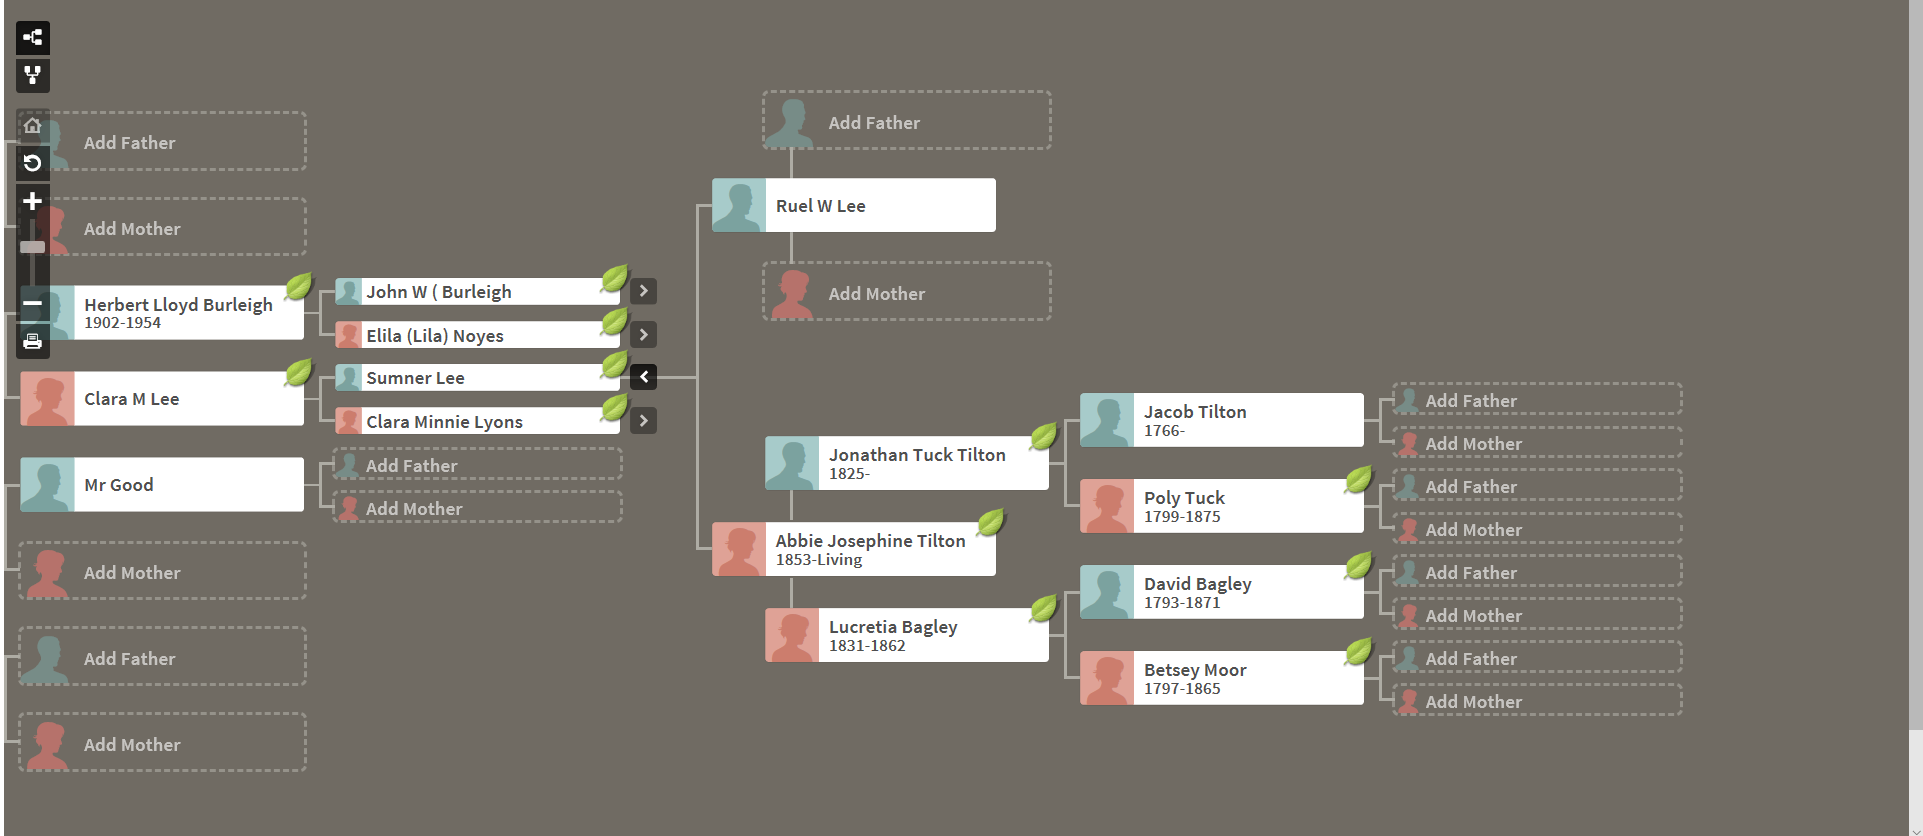 Add Father
Add Mother
Herbert Lloyd Burleigh
1902-1954
Clara M Lee
Mr Good
Add Mother
Add Father
Add Mother
John W ( Burleigh
Elila (Lila) Noyes
Sumner Lee
Clara Minnie Lyons
Add Father
Add Mother
Add Father
Ruel W Lee
Add Mother
Jonathan Tuck Tilton
1825-
Abbie Josephine Tilton
1853-Living
Lucretia Bagley
1831-1862
Jacob Tilton
1766-
Poly Tuck
1799-1875
David Bagley
1793-1871
Betsey Moor
1797-1865
Add Father
Add Mother
Add Father
Add Mother
Add Father
Add Mother
Add Father
Add Mother